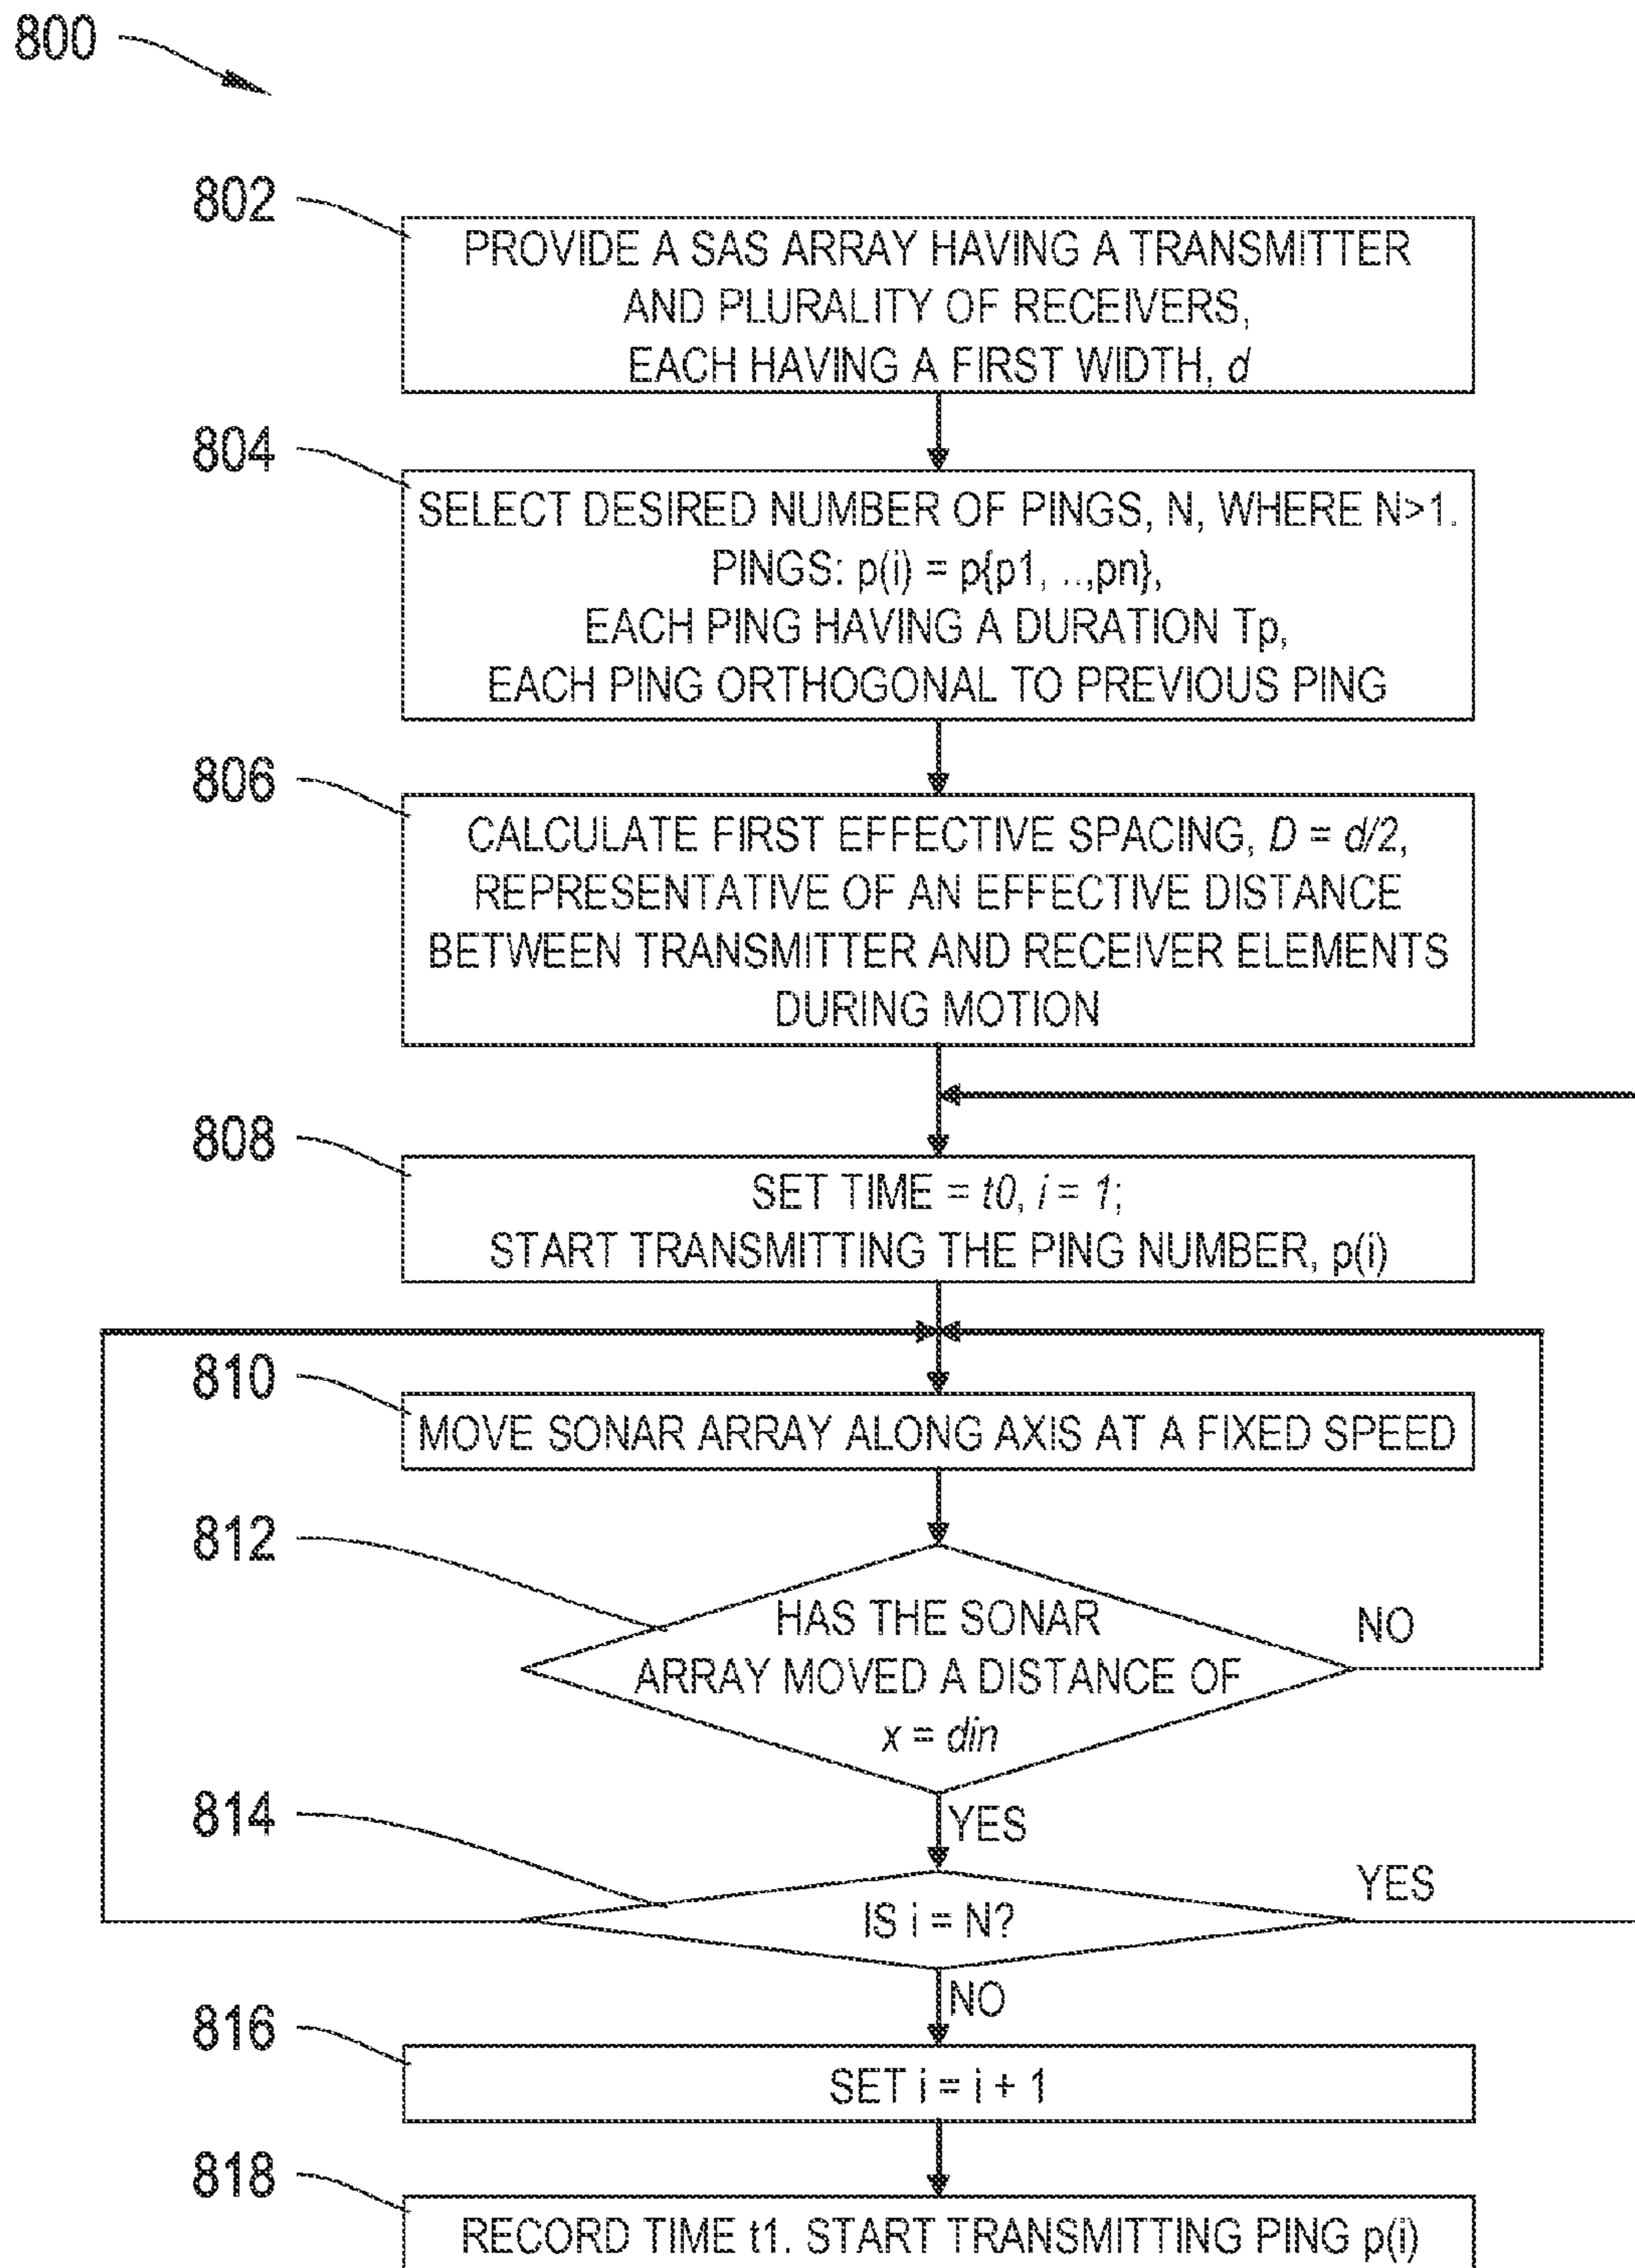 800
802
PROVIDE A SAS ARRAY HAVING A TRANSMITTER
AND PLURALITY OF RECEIVERS,
EACH HAVING A FIRST WIDTH, d
804
SELECT DESIRED NUMBER OF PINGS, N, WHERE N>1.
PINGS: p(i) = p{p1, ..,pn},
EACH PING HAVING A DURATION Tp,
EACH PING ORTHOGONAL TO PREVIOUS PING
806
CALCULATE FIRST EFFECTIVE SPACING, D = d/2,
REPRESENTATIVE OF AN EFFECTIVE DISTANCE
BETWEEN TRANSMITTER AND RECEIVER ELEMENTS
DURING MOTION
808
SET TIME = t0, i = 1;
START TRANSMITTING THE PING NUMBER, p(i)
810
MOVE SONAR ARRAY ALONG AXIS AT A FIXED SPEED
812
HAS THE SONAR
ARRAY MOVED A DISTANCE OF
x = din
NO
YES
814
IS i = N?
YES
NO
816
SET i = i + 1
818
RECORD TIME t1. START TRANSMITTING PING p(i)